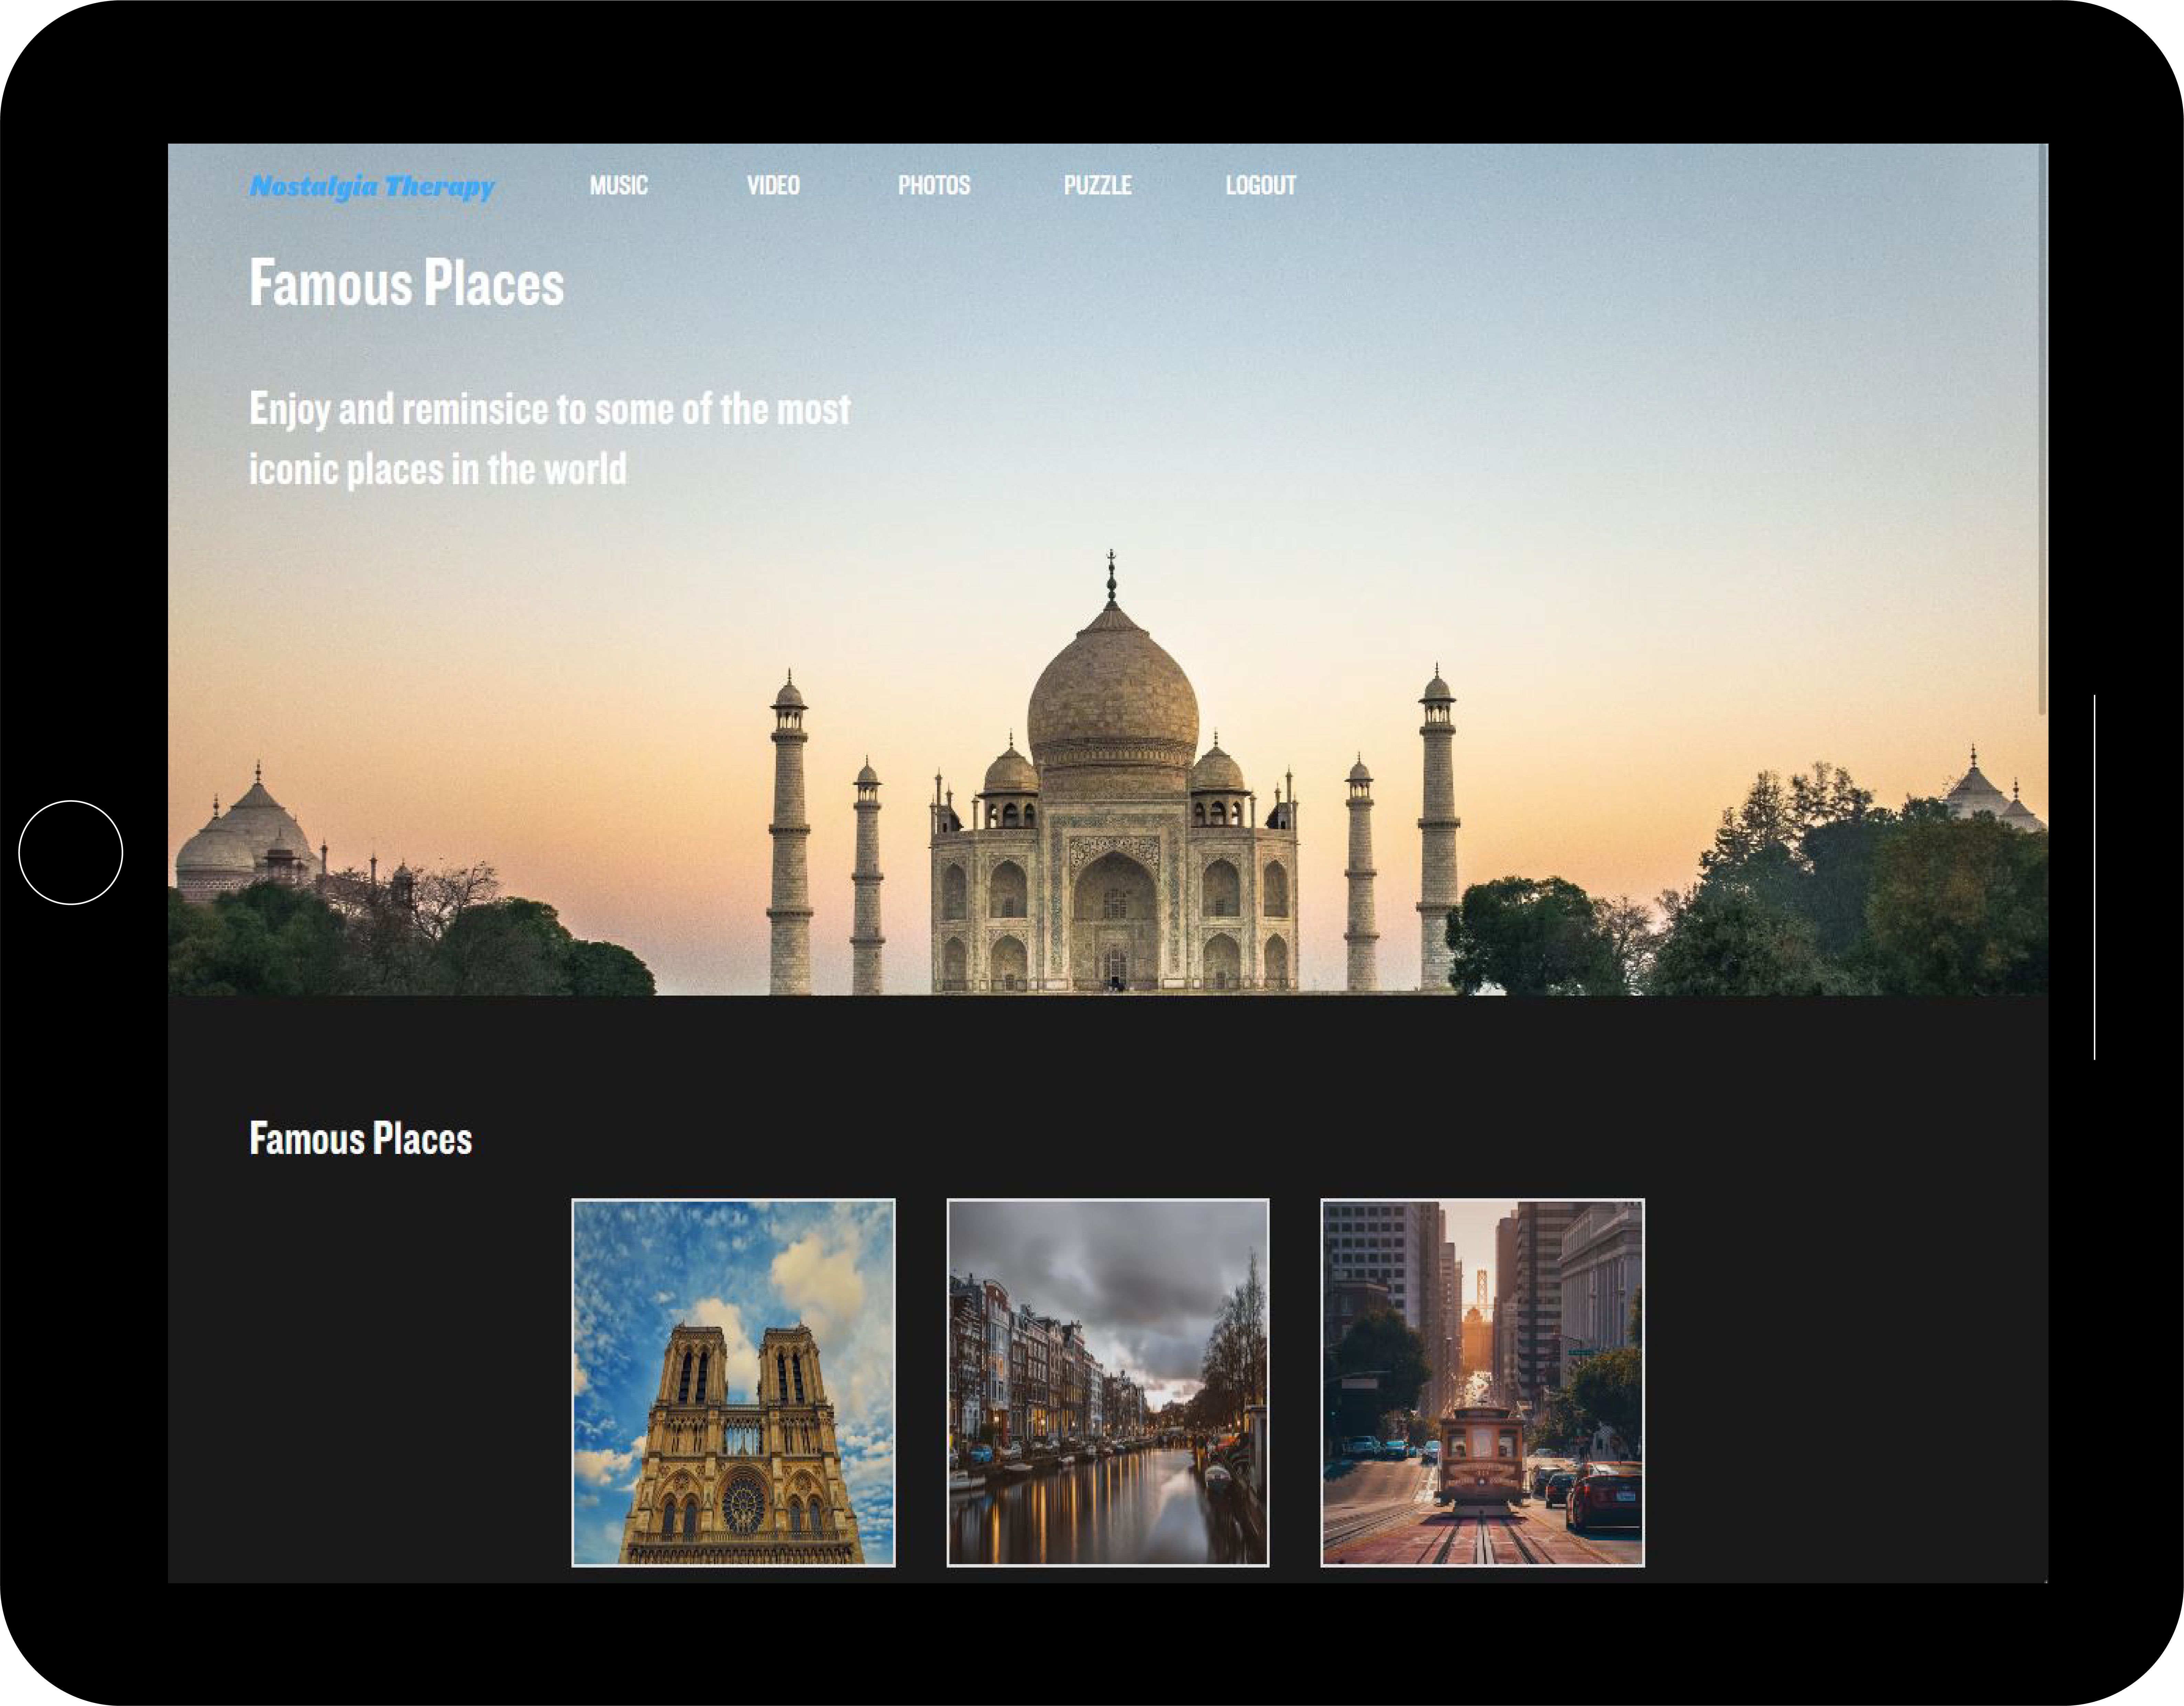 Nostalgia Therapy
MUSIC
VIDEO
PHOTOS
PUZZLE
LOGOUT
Famous Places
Enjoy and reminsice to some of the most
iconic places in the world
Famous Places